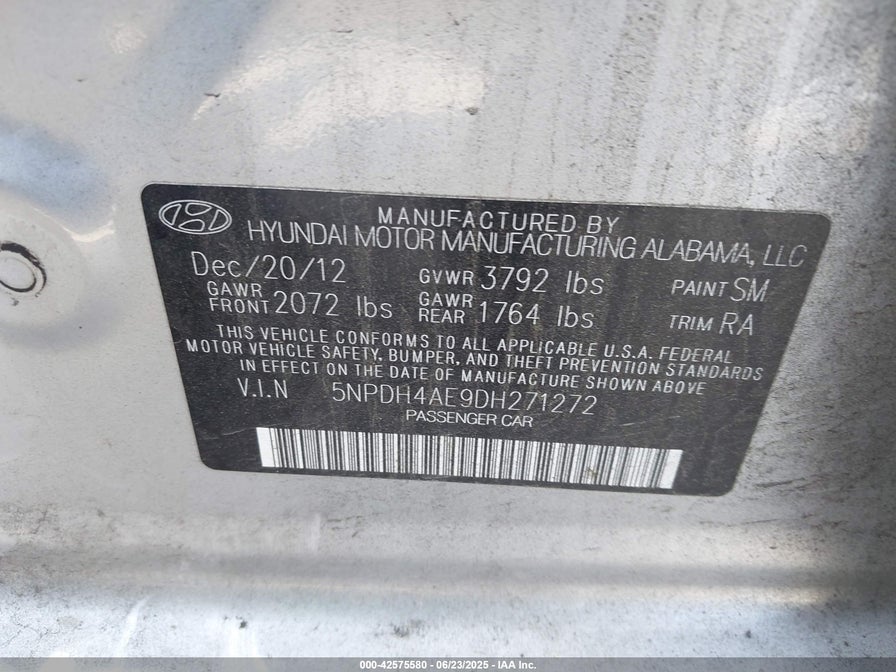 MANUFACTURED BY
HYUNDAI MOTOR MANUFACTURING ALABAMA, LLC
Dec/20/12 GVWR 3792 lbs PAINT SM
GAWR FRONT 2072 lbs GAWR REAR 1764 lbs TRIM RA
THIS VEHICLE CONFORMS TO ALL APPLICABLE U.S.A. FEDERAL
MOTOR VEHICLE SAFETY, BUMPER, AND THEFT PREVENTION STANDARDS
IN EFFECT ON THE DATE OF MANUFACTURE SHOWN ABOVE
V.I.N 5NPDH4AE9DH271272
PASSENGER CAR
000-42575580 - 06/23/2025 - IAA Inc.